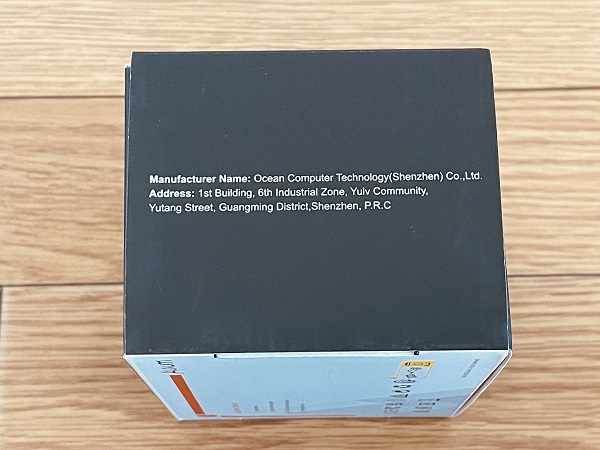 Manufacturer Name: Ocean Computer Technology(Shenzhen) Co.,Ltd.
Address: 1st Building, 6th Industrial Zone, Yulv Community,
Yutang Street, Guangming District,Shenzhen, P.R.C